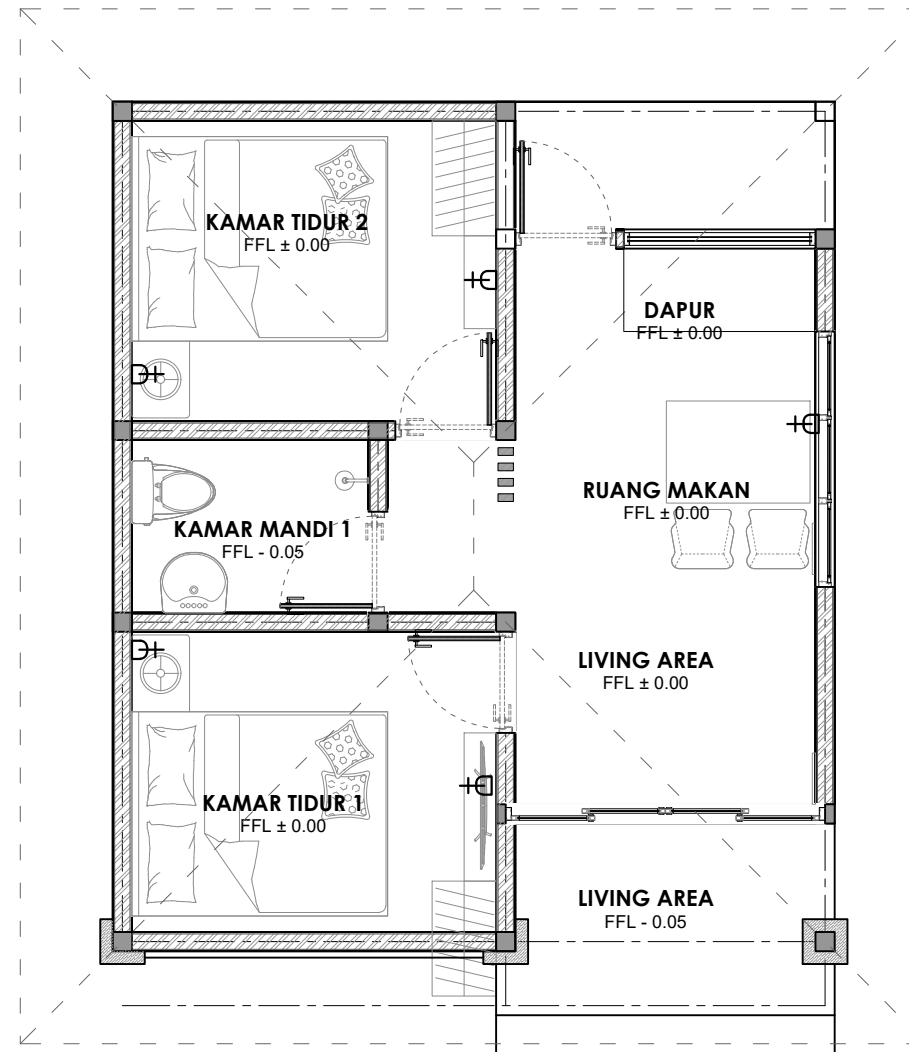 KAMAR TIDUR 2
FFL ± 0.00
DAPUR
FFL ± 0.00
RUANG MAKAN
FFL ± 0.00
KAMAR MANDI 1
FFL - 0.05
LIVING AREA
FFL ± 0.00
KAMAR TIDUR 1
FFL ± 0.00
LIVING AREA
FFL - 0.05